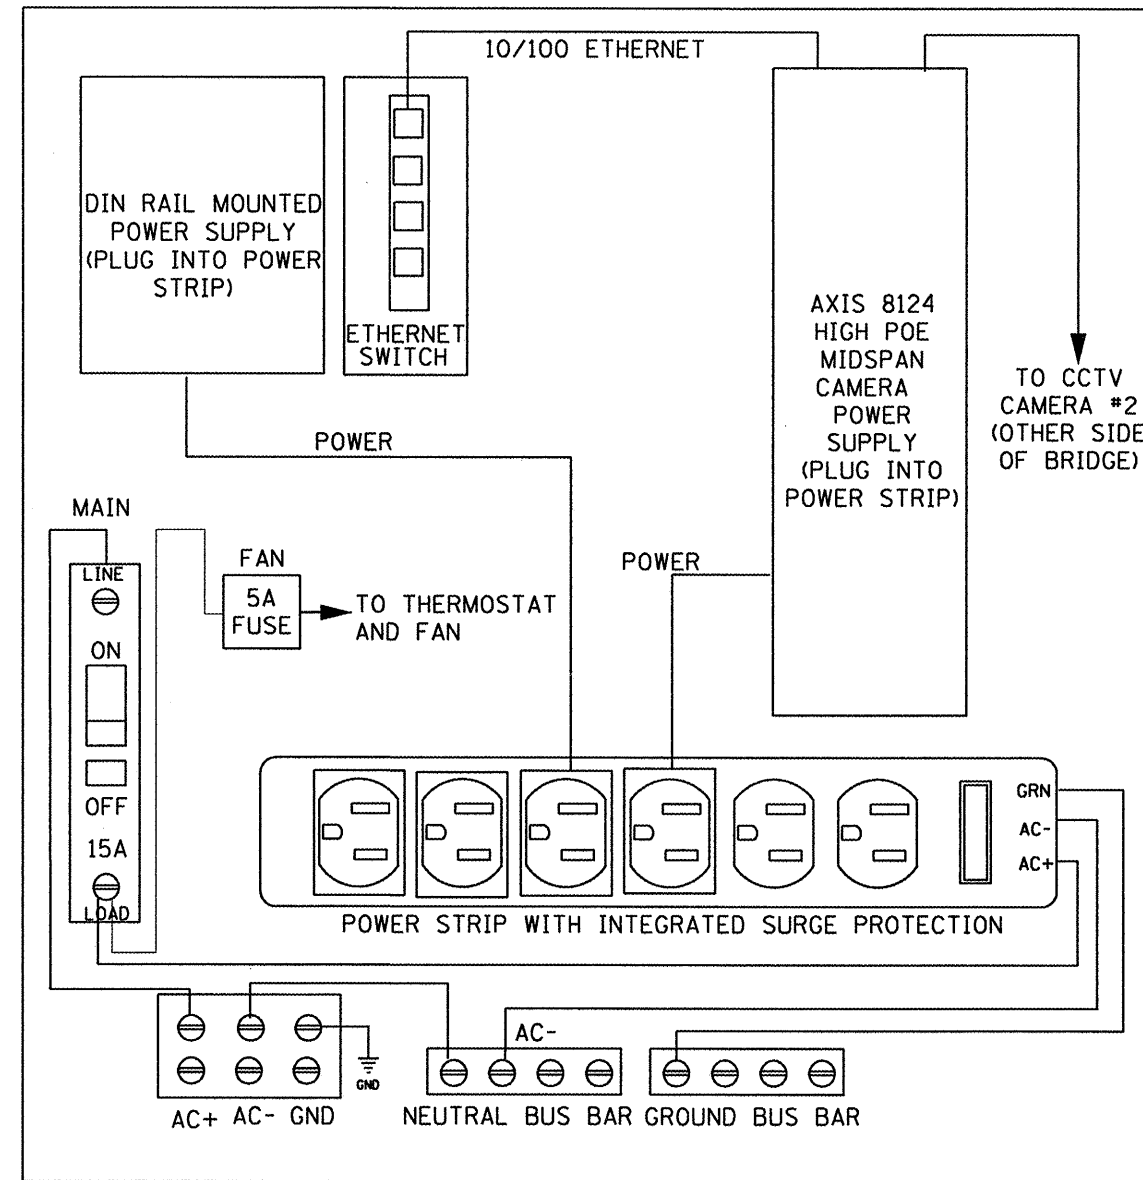 10/100 ETHERNET
DIN RAIL MOUNTED
POWER SUPPLY
(PLUG INTO POWER
STRIP)
ETHERNET
SWITCH
AXIS 8124
HIGH POE
MIDSPAN
CAMERA
POWER
SUPPLY
(PLUG INTO
POWER STRIP)
TO CCTV
CAMERA #2
(OTHER SIDE
OF BRIDGE)
POWER
MAIN
LINE
ON
OFF
15A
LOAD
FAN
5A
FUSE
TO THERMOSTAT
AND FAN
POWER
GRN
AC-
AC+
POWER STRIP WITH INTEGRATED SURGE PROTECTION
AC+ AC- GND
GND
AC-
NEUTRAL BUS BAR
GROUND BUS BAR